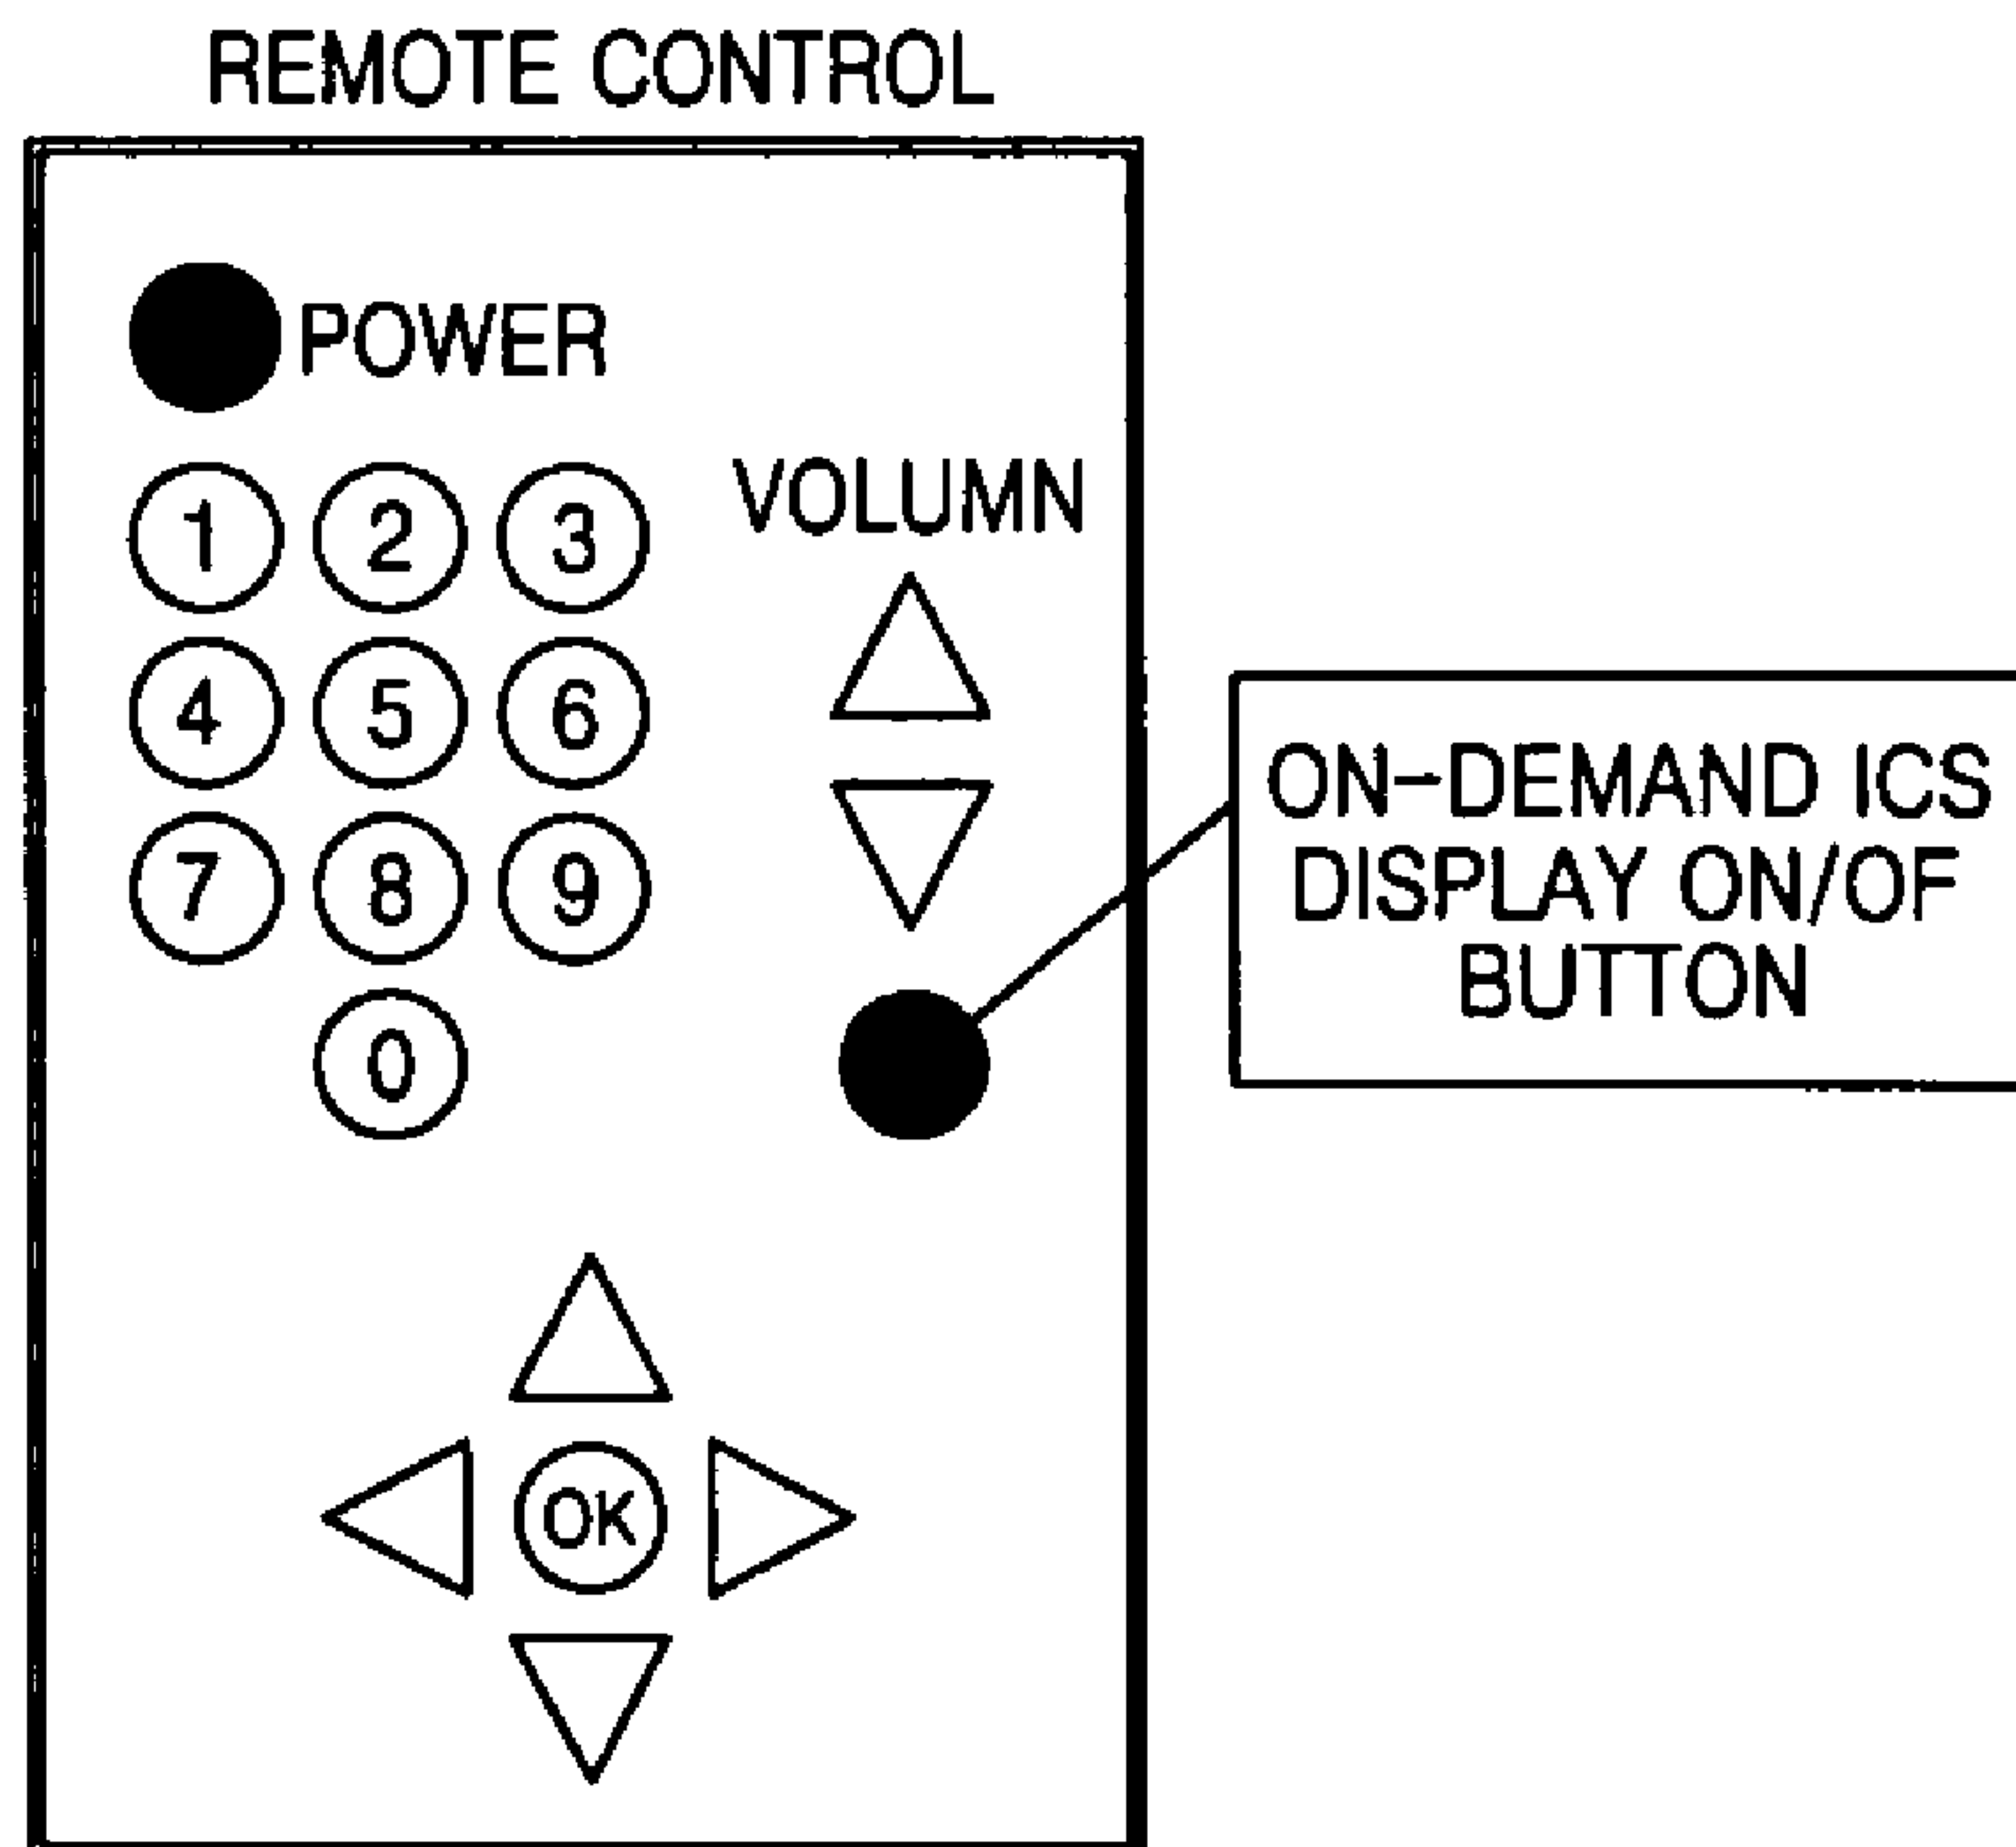 REMOTE CONTROL
POWER
1 2 3
VOLUMN
4 5 6
7 8 9
0
ON-DEMAND ICS
DISPLAY ON/OF
BUTTON
OK